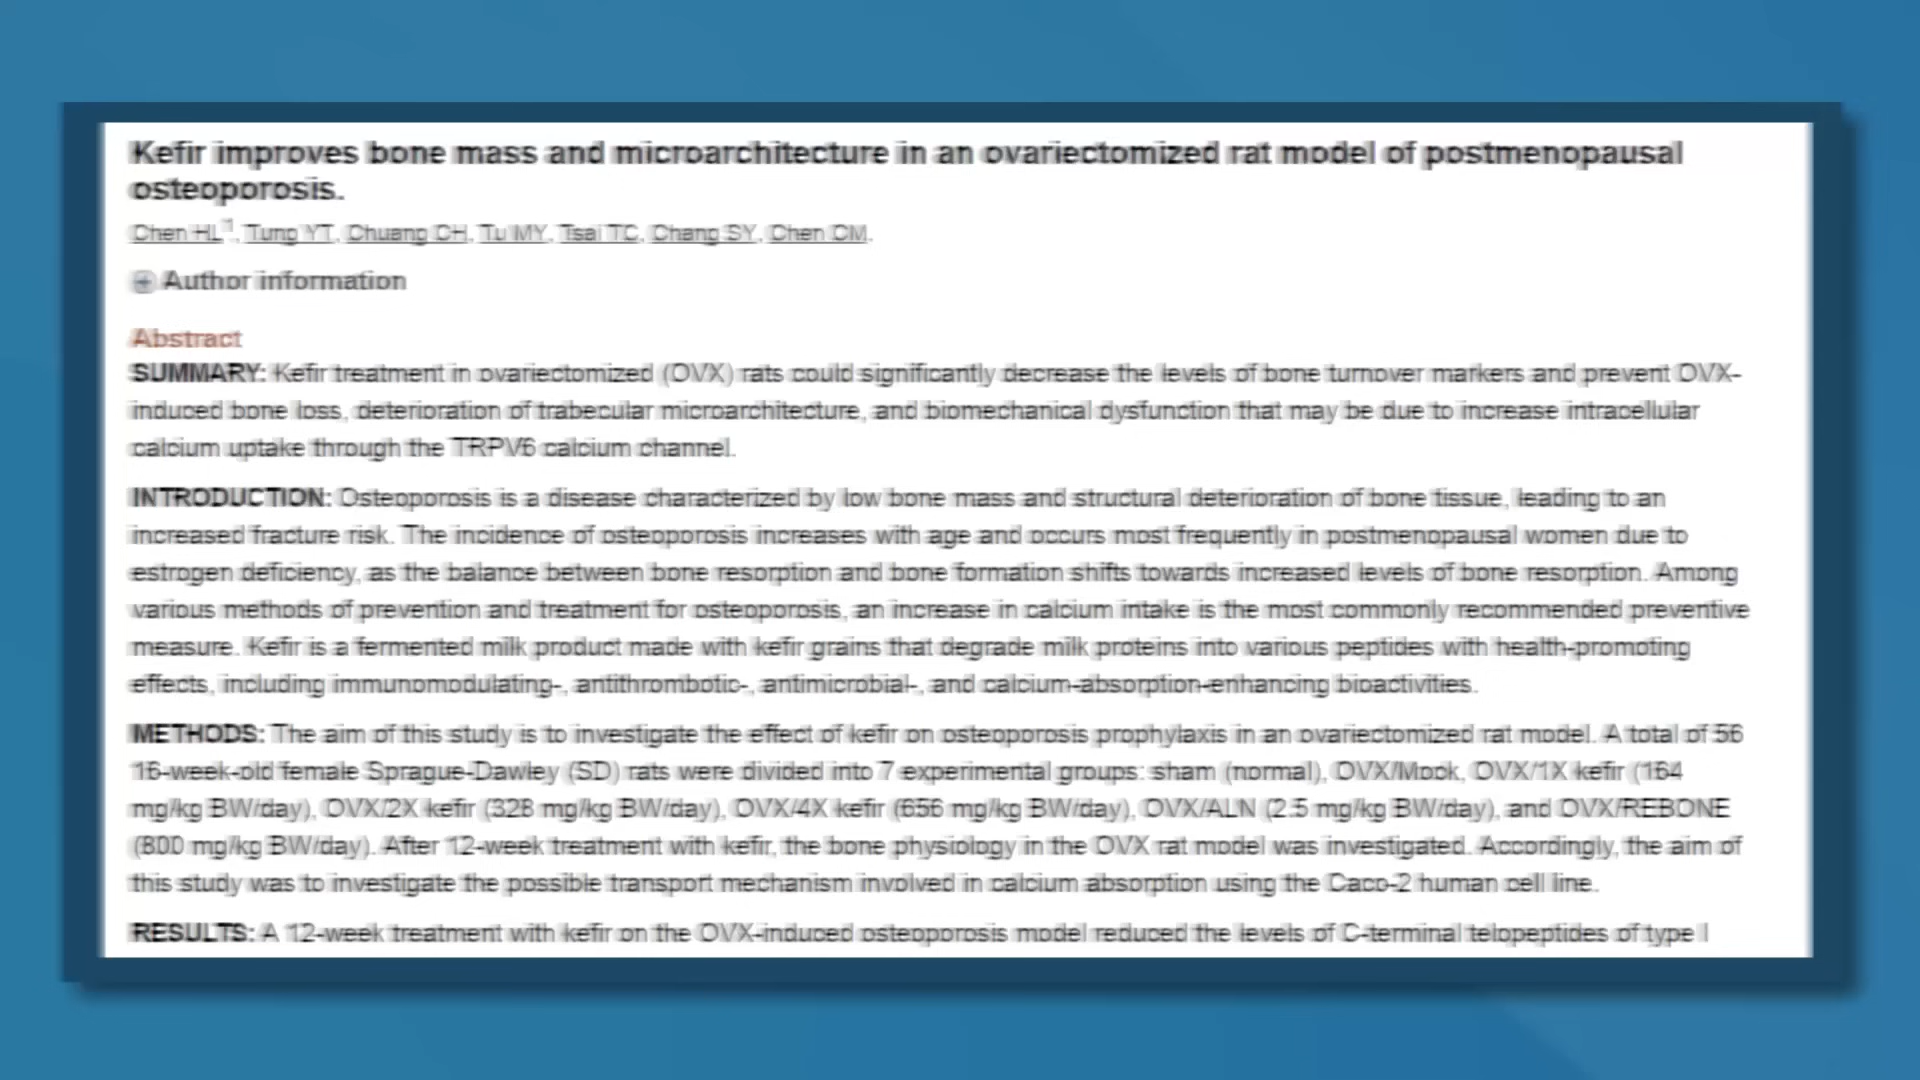 Kefir improves bone mass and microarchitecture in an ovariectomized rat model of postmenopausal
osteoporosis.
Chen HL1, Tung YT, Chuang CH, Tu MY, Tsai TC, Chang SY, Chen CM.
Author information
Abstract
SUMMARY: Kefir treatment in ovariectomized (OVX) rats could significantly decrease the levels of bone turnover markers and prevent OVX-
induced bone loss, deterioration of trabecular microarchitecture, and biomechanical dysfunction that may be due to increase intracellular
calcium uptake through the TRPV6 calcium channel.
INTRODUCTION: Osteoporosis is a disease characterized by low bone mass and structural deterioration of bone tissue, leading to an
increased fracture risk. The incidence of osteoporosis increases with age and occurs most frequently in postmenopausal women due to
estrogen deficiency, as the balance between bone resorption and bone formation shifts towards increased levels of bone resorption. Among
various methods of prevention and treatment for osteoporosis, an increase in calcium intake is the most commonly recommended preventive
measure. Kefir is a fermented milk product made with kefir grains that degrade milk proteins into various peptides with health-promoting
effects, including immunomodulating-, antithrombotic-, antimicrobial-, and calcium-absorption-enhancing bioactivities.
METHODS: The aim of this study is to investigate the effect of kefir on osteoporosis prophylaxis in an ovariectomized rat model. A total of 56
16-week-old female Sprague-Dawley (SD) rats were divided into 7 experimental groups: sham (normal), OVX/Mock, OVX/1X kefir (164
mg/kg BW/day), OVX/2X kefir (328 mg/kg BW/day), OVX/4X kefir (656 mg/kg BW/day), OVX/ALN (2.5 mg/kg BW/day), and OVX/REBONE
(800 mg/kg BW/day). After 12-week treatment with kefir, the bone physiology in the OVX rat model was investigated. Accordingly, the aim of
this study was to investigate the possible transport mechanism involved in calcium absorption using the Caco-2 human cell line.
RESULTS: A 12-week treatment with kefir on the OVX-induced osteoporosis model reduced the levels of C-terminal telopeptides of type I